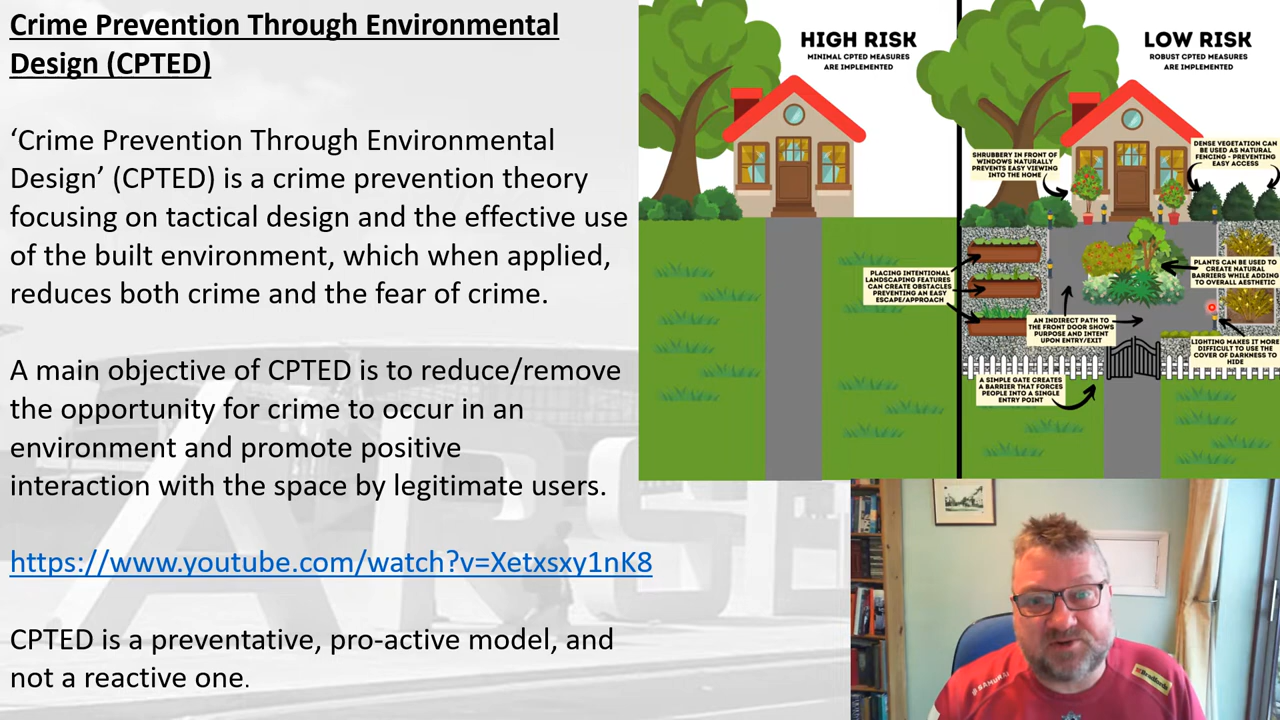 Crime Prevention Through Environmental
Design (CPTED)
‘Crime Prevention Through Environmental
Design’ (CPTED) is a crime prevention theory
focusing on tactical design and the effective use
of the built environment, which when applied,
reduces both crime and the fear of crime.
A main objective of CPTED is to reduce/remove
the opportunity for crime to occur in an
environment and promote positive
interaction with the space by legitimate users.
https://www.youtube.com/watch?v=Xetxsxy1nK8
CPTED is a preventative, pro-active model, and
not a reactive one.
HIGH RISK
MINIMAL CPTED MEASURES
ARE IMPLEMENTED
LOW RISK
ROBUST CPTED MEASURES
ARE IMPLEMENTED
SHRUBBERY IN FRONT OF
WINDOWS NATURALLY
PREVENTS EASY VIEWING
INTO THE HOME
DENSE VEGETATION CAN
BE USED AS NATURAL
FENCING - PREVENTING
EASY ACCESS
PLACING INTENTIONAL
LANDSCAPING FEATURES
CAN CREATE OBSTACLES
PREVENTING AN EASY
ESCAPE/APPROACH
PLANTS CAN BE USED TO
CREATE NATURAL
BARRIERS WHILE ADDING
TO OVERALL AESTHETIC
AN INDIRECT PATH TO
THE FRONT DOOR SHOWS
PURPOSE AND INTENT
UPON ENTRY/EXIT
LIGHTING MAKES IT MORE
DIFFICULT TO USE THE
COVER OF DARKNESS TO
HIDE
A SIMPLE GATE CREATES
A BARRIER THAT FORCES
PEOPLE INTO A SINGLE
ENTRY POINT
SAMURAI
Bradfords
ARSE